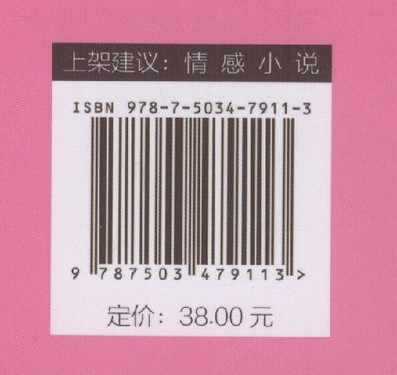 上架建议：情 感 小 说
ISBN 978-7-5034-7911-3
9 787503 479113 >
定价：38.00 元